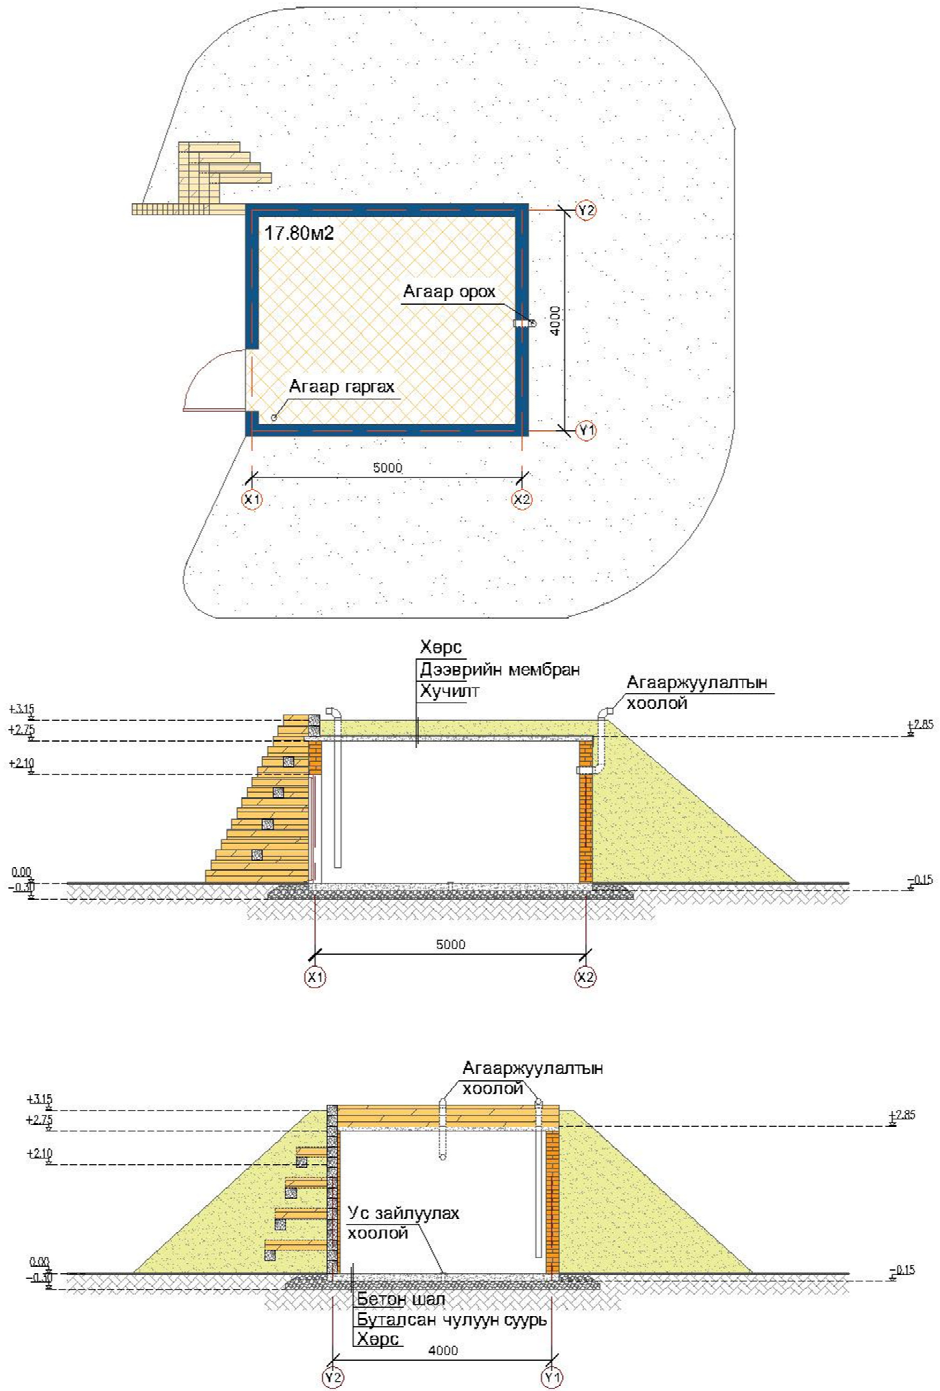 Y2
17.80м2
Агаар орох
4000
Агаар гаргах
Y1
5000
X1
X2
Хөрс
Дээврийн мембран
Хучилт
Агааржуулалтын
хоолой
+3.15
+2.75
+2.85
+2.10
0.00
-0.30
-0.15
5000
X1
X2
Агааржуулалтын
хоолой
+3.15
+2.75
+2.85
+2.10
Ус зайлуулах
хоолой
0.00
-0.30
-0.15
Бетон шал
Буталсан чулуун суурь
Хөрс
4000
Y2
Y1